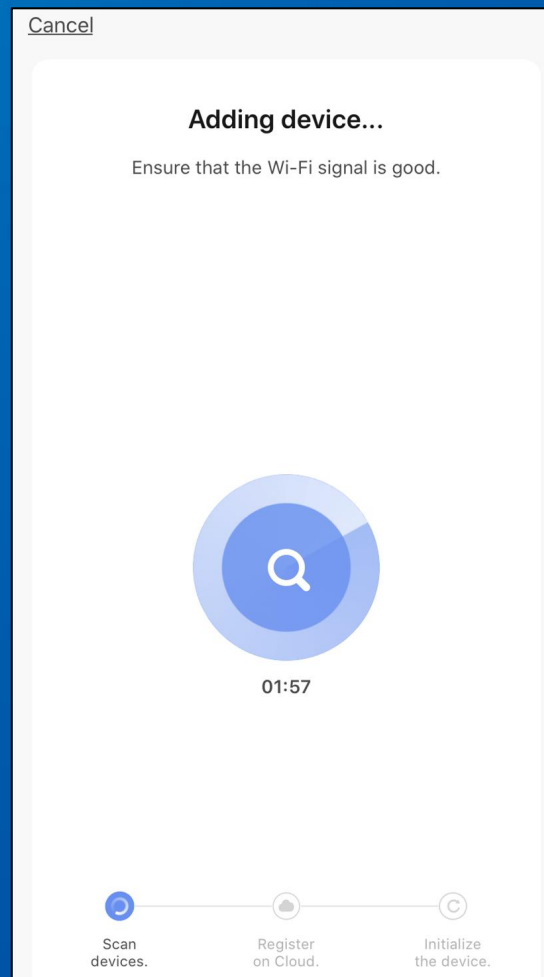 Cancel
Adding device...
Ensure that the Wi-Fi signal is good.
01:57
Scan
devices.
Register
on Cloud.
Initialize
the device.